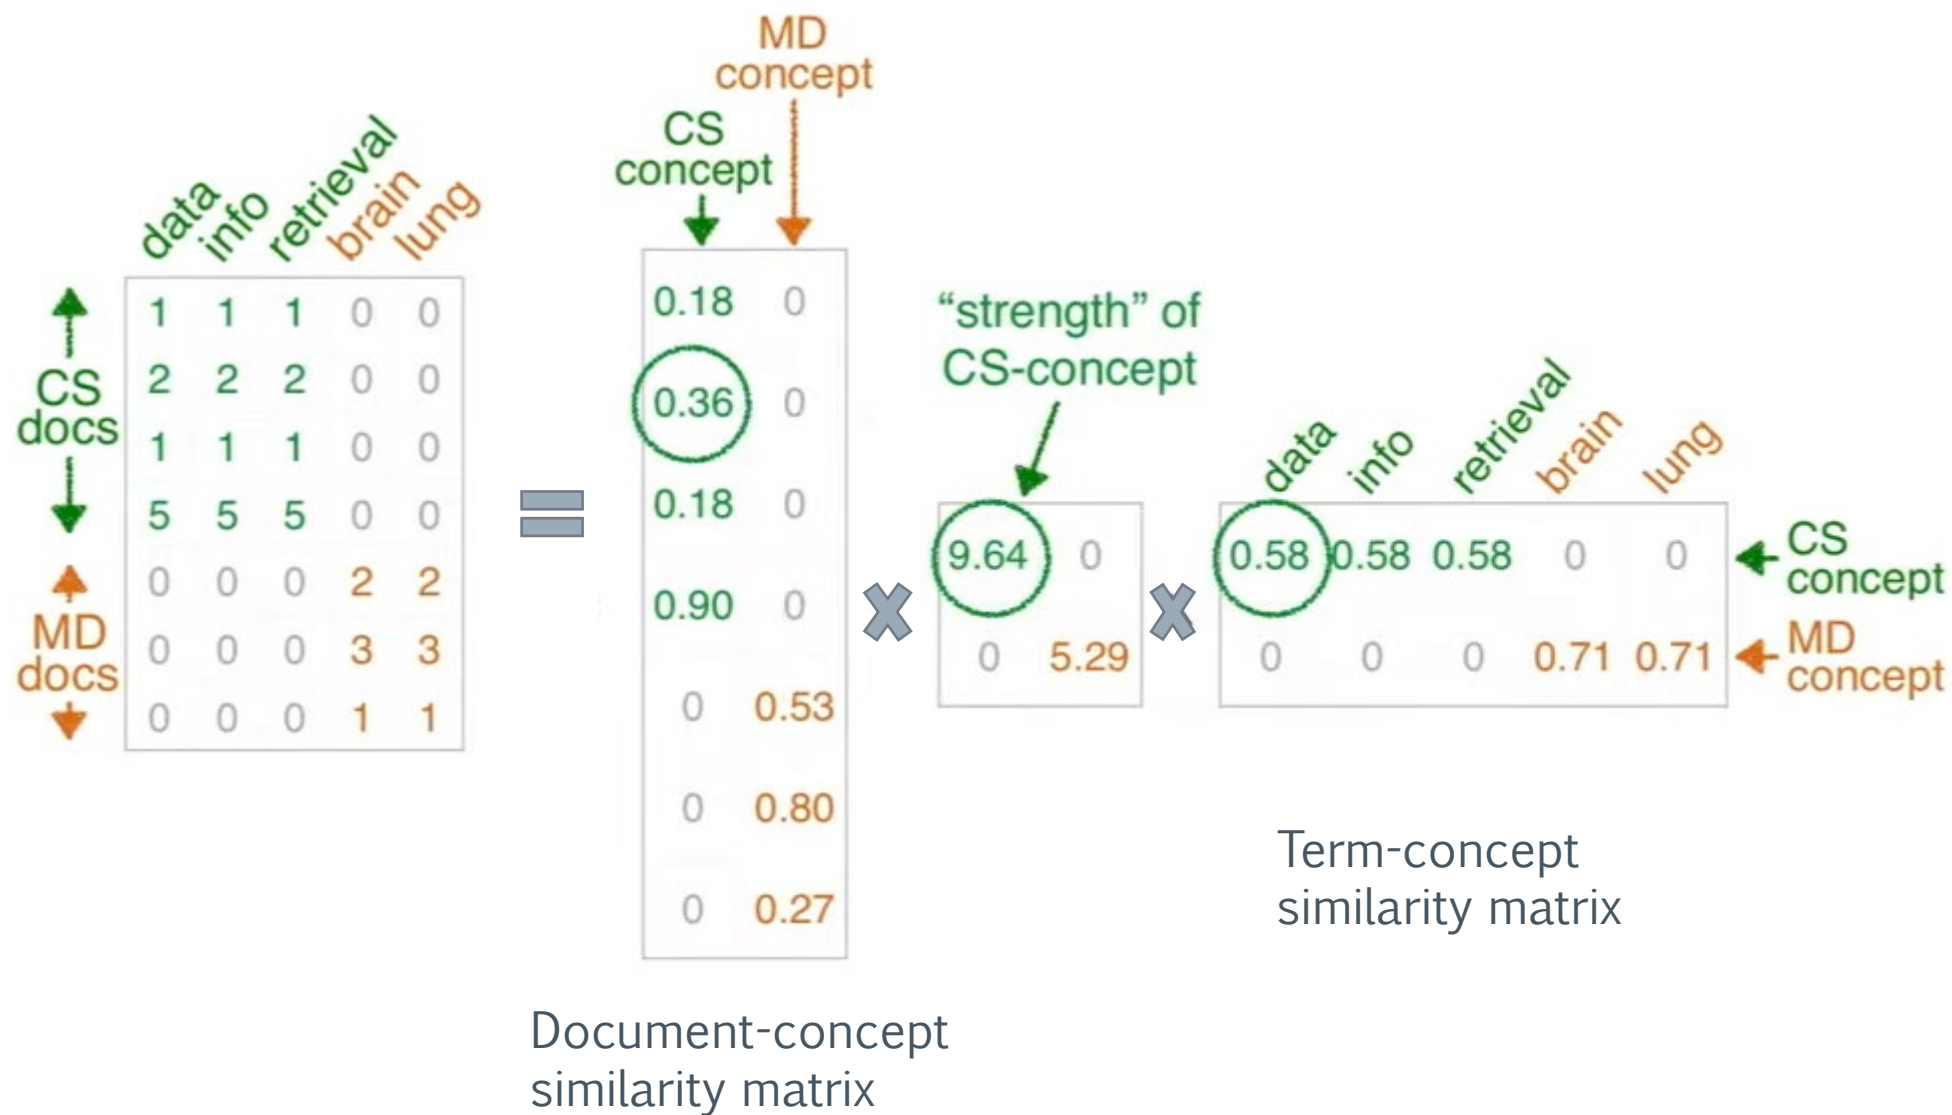 MD
concept
CS
concept
data info retrieval brain lung
1 1 1 0 0
2 2 2 0 0
1 1 1 0 0
5 5 5 0 0
0 0 0 2 2
0 0 0 3 3
0 0 0 1 1
CS
docs
MD
docs
=
0.18 0
0.36 0
0.18 0
0.90 0
0 0.53
0 0.80
0 0.27
Document-concept
similarity matrix
x
“strength” of
CS-concept
9.64 0
0 5.29
x
data info retrieval brain lung
0.58 0.58 0.58 0 0
0 0 0 0.71 0.71
CS
concept
MD
concept
Term-concept
similarity matrix